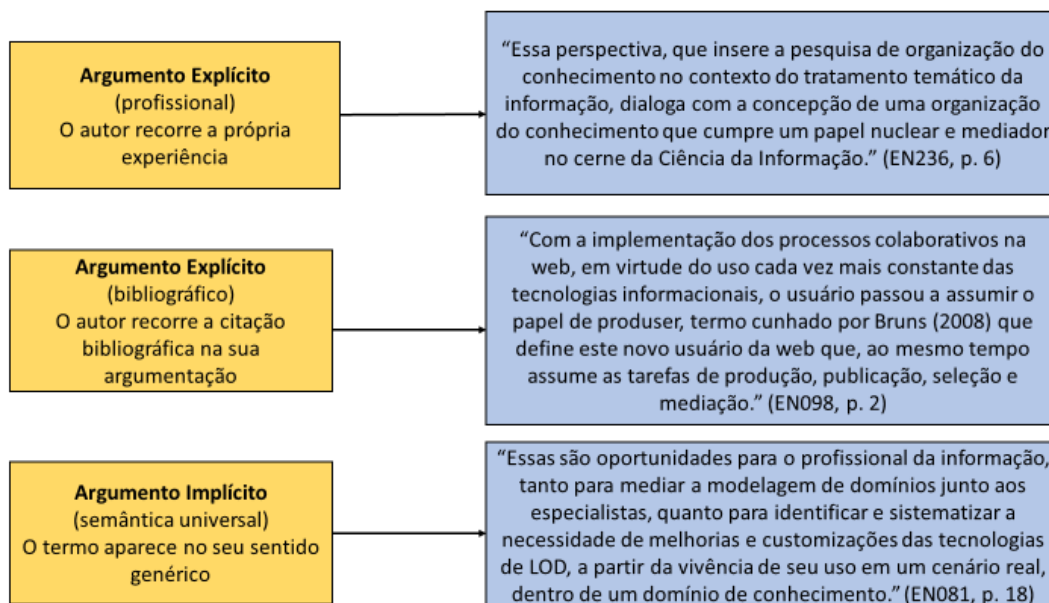 Argumento Explícito
(profissional)
O autor recorre a própria
experiência
“Essa perspectiva, que insere a pesquisa de organização do
conhecimento no contexto do tratamento temático da
informação, dialoga com a concepção de uma organização
do conhecimento que cumpre um papel nuclear e mediador
no cerne da Ciência da Informação.” (EN236, p. 6)
Argumento Explícito
(bibliográfico)
O autor recorre a citação
bibliográfica na sua
argumentação
“Com a implementação dos processos colaborativos na
web, em virtude do uso cada vez mais constante das
tecnologias informacionais, o usuário passou a assumir o
papel de produser, termo cunhado por Bruns (2008) que
define este novo usuário da web que, ao mesmo tempo
assume as tarefas de produção, publicação, seleção e
mediação.” (EN098, p. 2)
Argumento Implícito
(semântica universal)
O termo aparece no seu sentido
genérico
“Essas são oportunidades para o profissional da informação,
tanto para mediar a modelagem de domínios junto aos
especialistas, quanto para identificar e sistematizar a
necessidade de melhorias e customizações das tecnologias
de LOD, a partir da vivência de seu uso em um cenário real,
dentro de um domínio de conhecimento.” (EN081, p. 18)